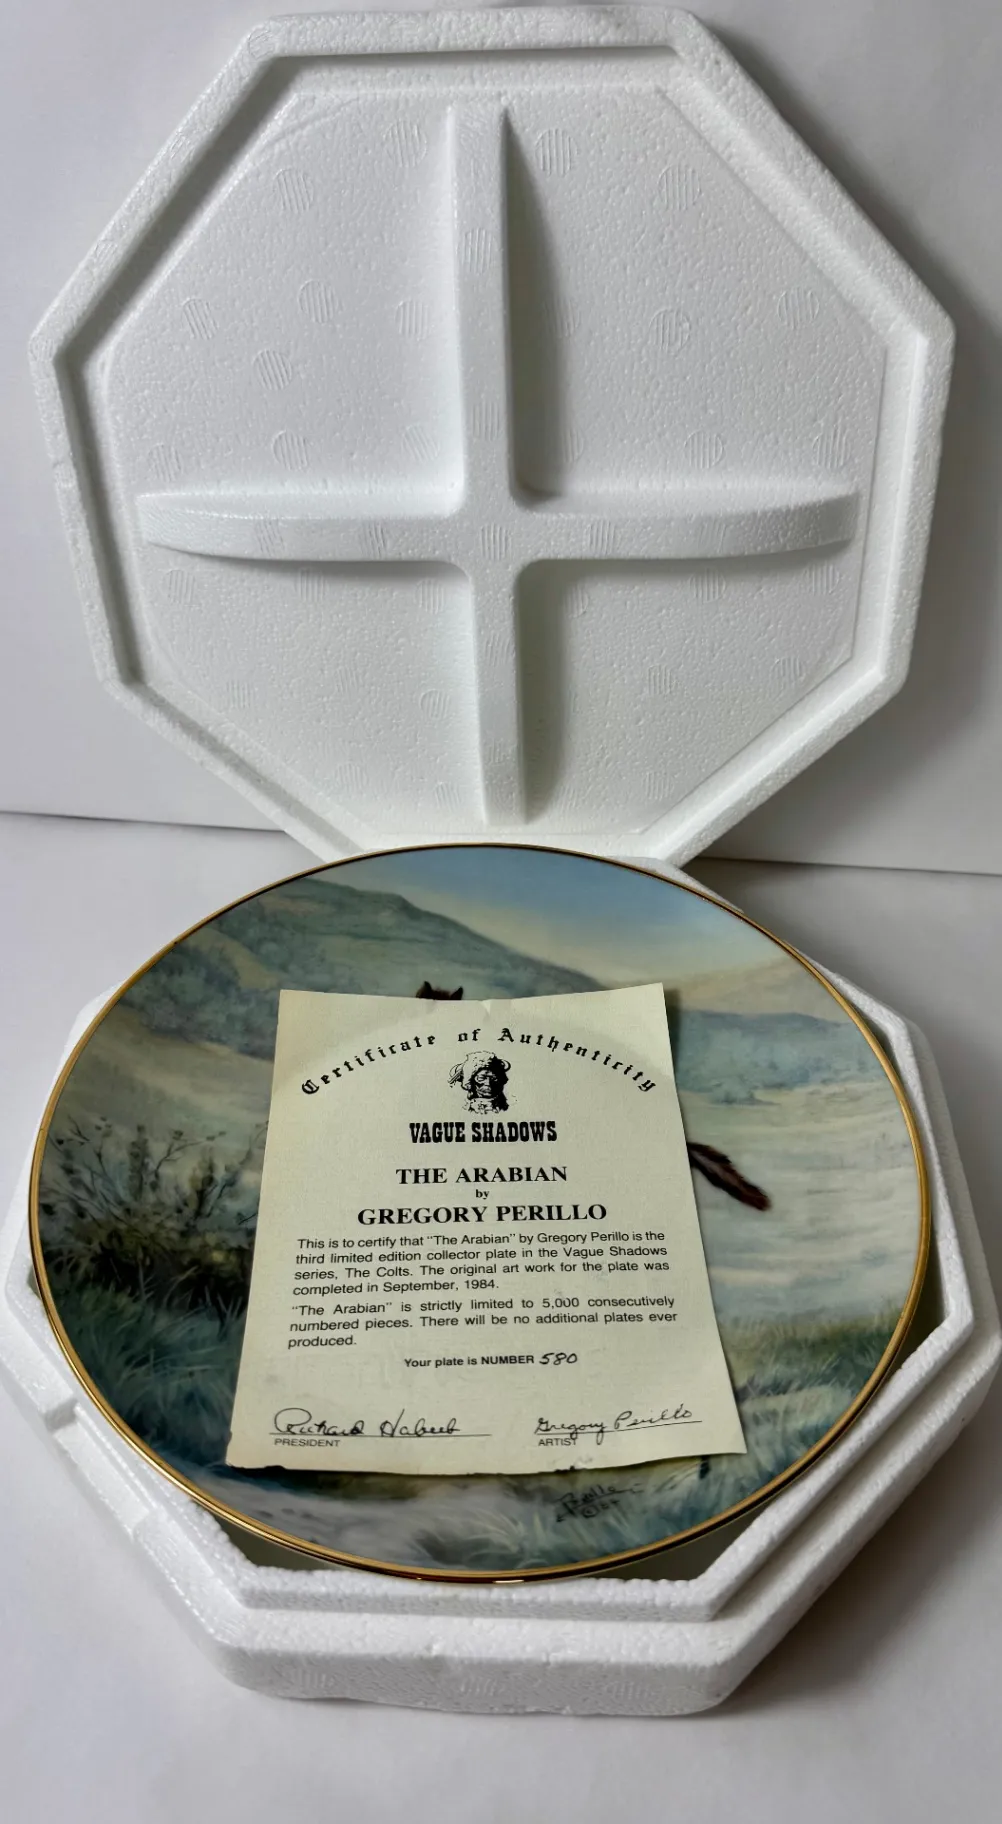 Certificate of Authenticity
VAGUE SHADOWS
THE ARABIAN
by
GREGORY PERILLO
This is to certify that "The Arabian" by Gregory Perillo is the
third limited edition collector plate in the Vague Shadows
series, The Colts. The original art work for the plate was
completed in September, 1984.
"The Arabian" is strictly limited to 5,000 consecutively
numbered pieces. There will be no additional plates ever
produced.
Your plate is NUMBER 580
Richard Habeeb Gregory Perillo
PRESIDENT ARTIST
Perillo